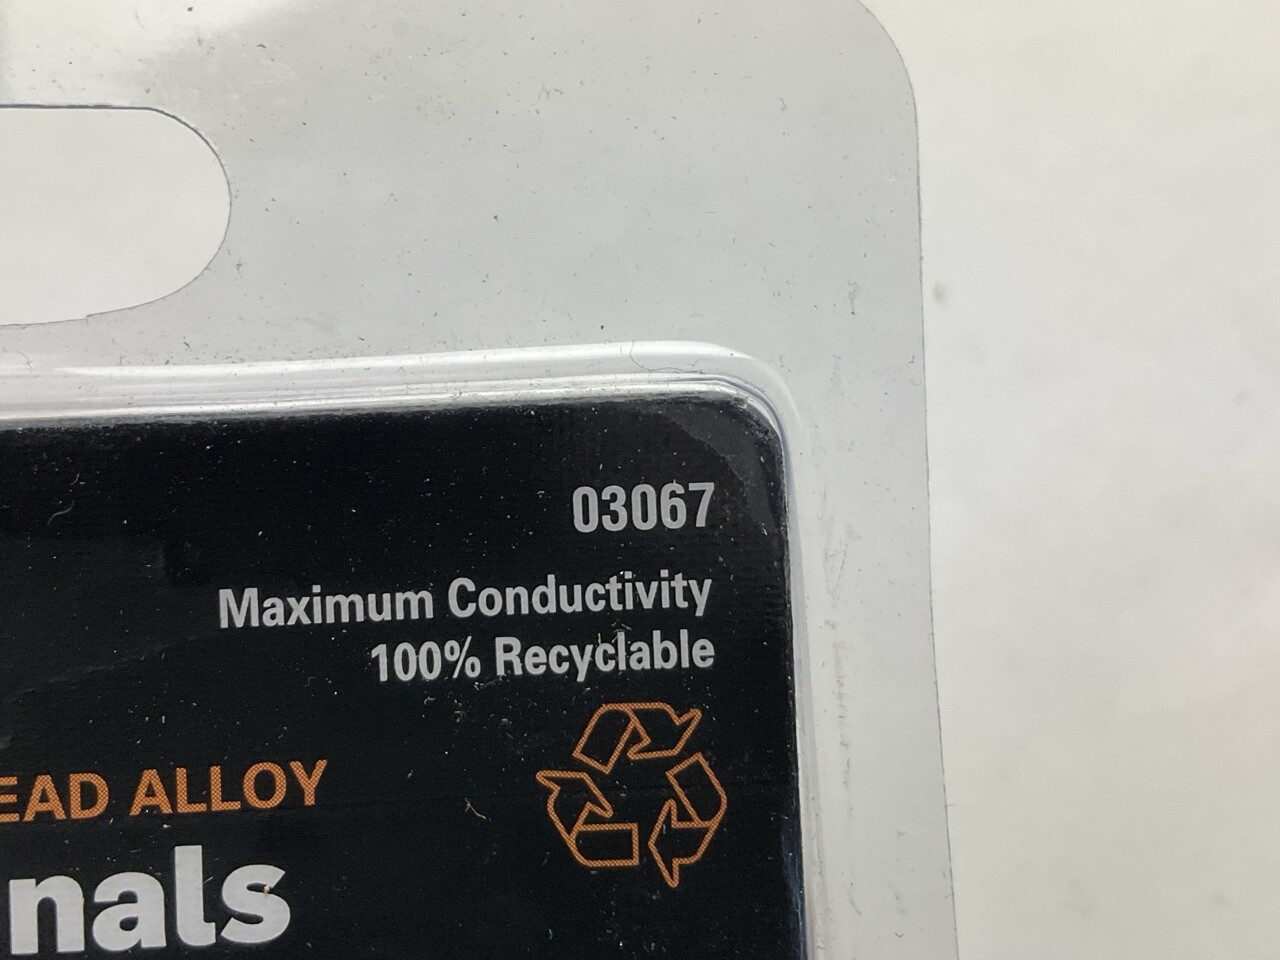 03067
Maximum Conductivity
100% Recyclable
EAD ALLOY
nals